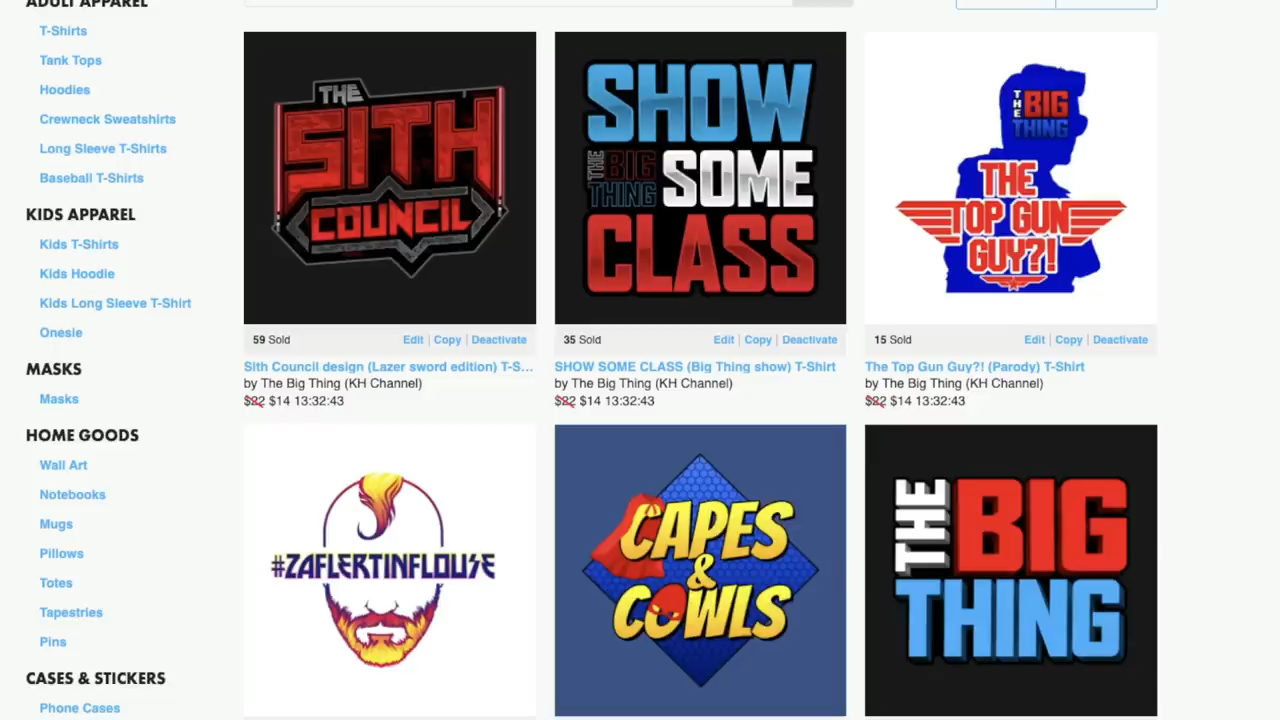 ADULT APPAREL
T-Shirts
Tank Tops
Hoodies
Crewneck Sweatshirts
Long Sleeve T-Shirts
Baseball T-Shirts
KIDS APPAREL
Kids T-Shirts
Kids Hoodie
Kids Long Sleeve T-Shirt
Onesie
MASKS
Masks
HOME GOODS
Wall Art
Notebooks
Mugs
Pillows
Totes
Tapestries
Pins
CASES & STICKERS
Phone Cases
THE
SITH
COUNCIL
59 Sold
Edit | Copy | Deactivate
Sith Council design (Lazer sword edition) T-S...
by The Big Thing (KH Channel)
$22 $14 13:32:43
SHOW
THE BIG THING
SOME
CLASS
35 Sold
Edit | Copy | Deactivate
SHOW SOME CLASS (Big Thing show) T-Shirt
by The Big Thing (KH Channel)
$22 $14 13:32:43
THE BIG
THING
THE
TOP GUN
GUY?!
15 Sold
Edit | Copy | Deactivate
The Top Gun Guy?! (Parody) T-Shirt
by The Big Thing (KH Channel)
$22 $14 13:32:43
#ZAFLERTINFLOUSE
CAPES
&
COWLS
THE BIG
THING